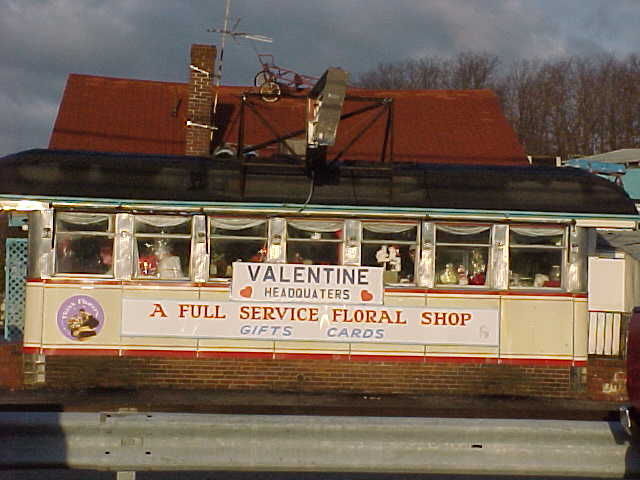 VALENTINE
HEADQUATERS
A FULL SERVICE FLORAL SHOP
GIFTS CARDS